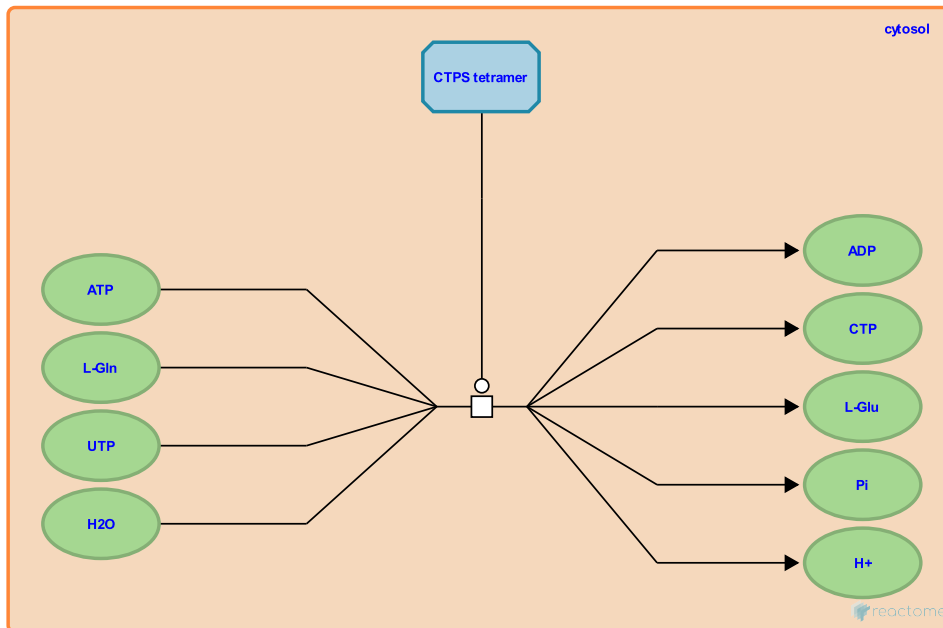 cytosol
CTPS tetramer
ATP
L-Gln
UTP
H2O
ADP
CTP
L-Glu
Pi
H+
reactome